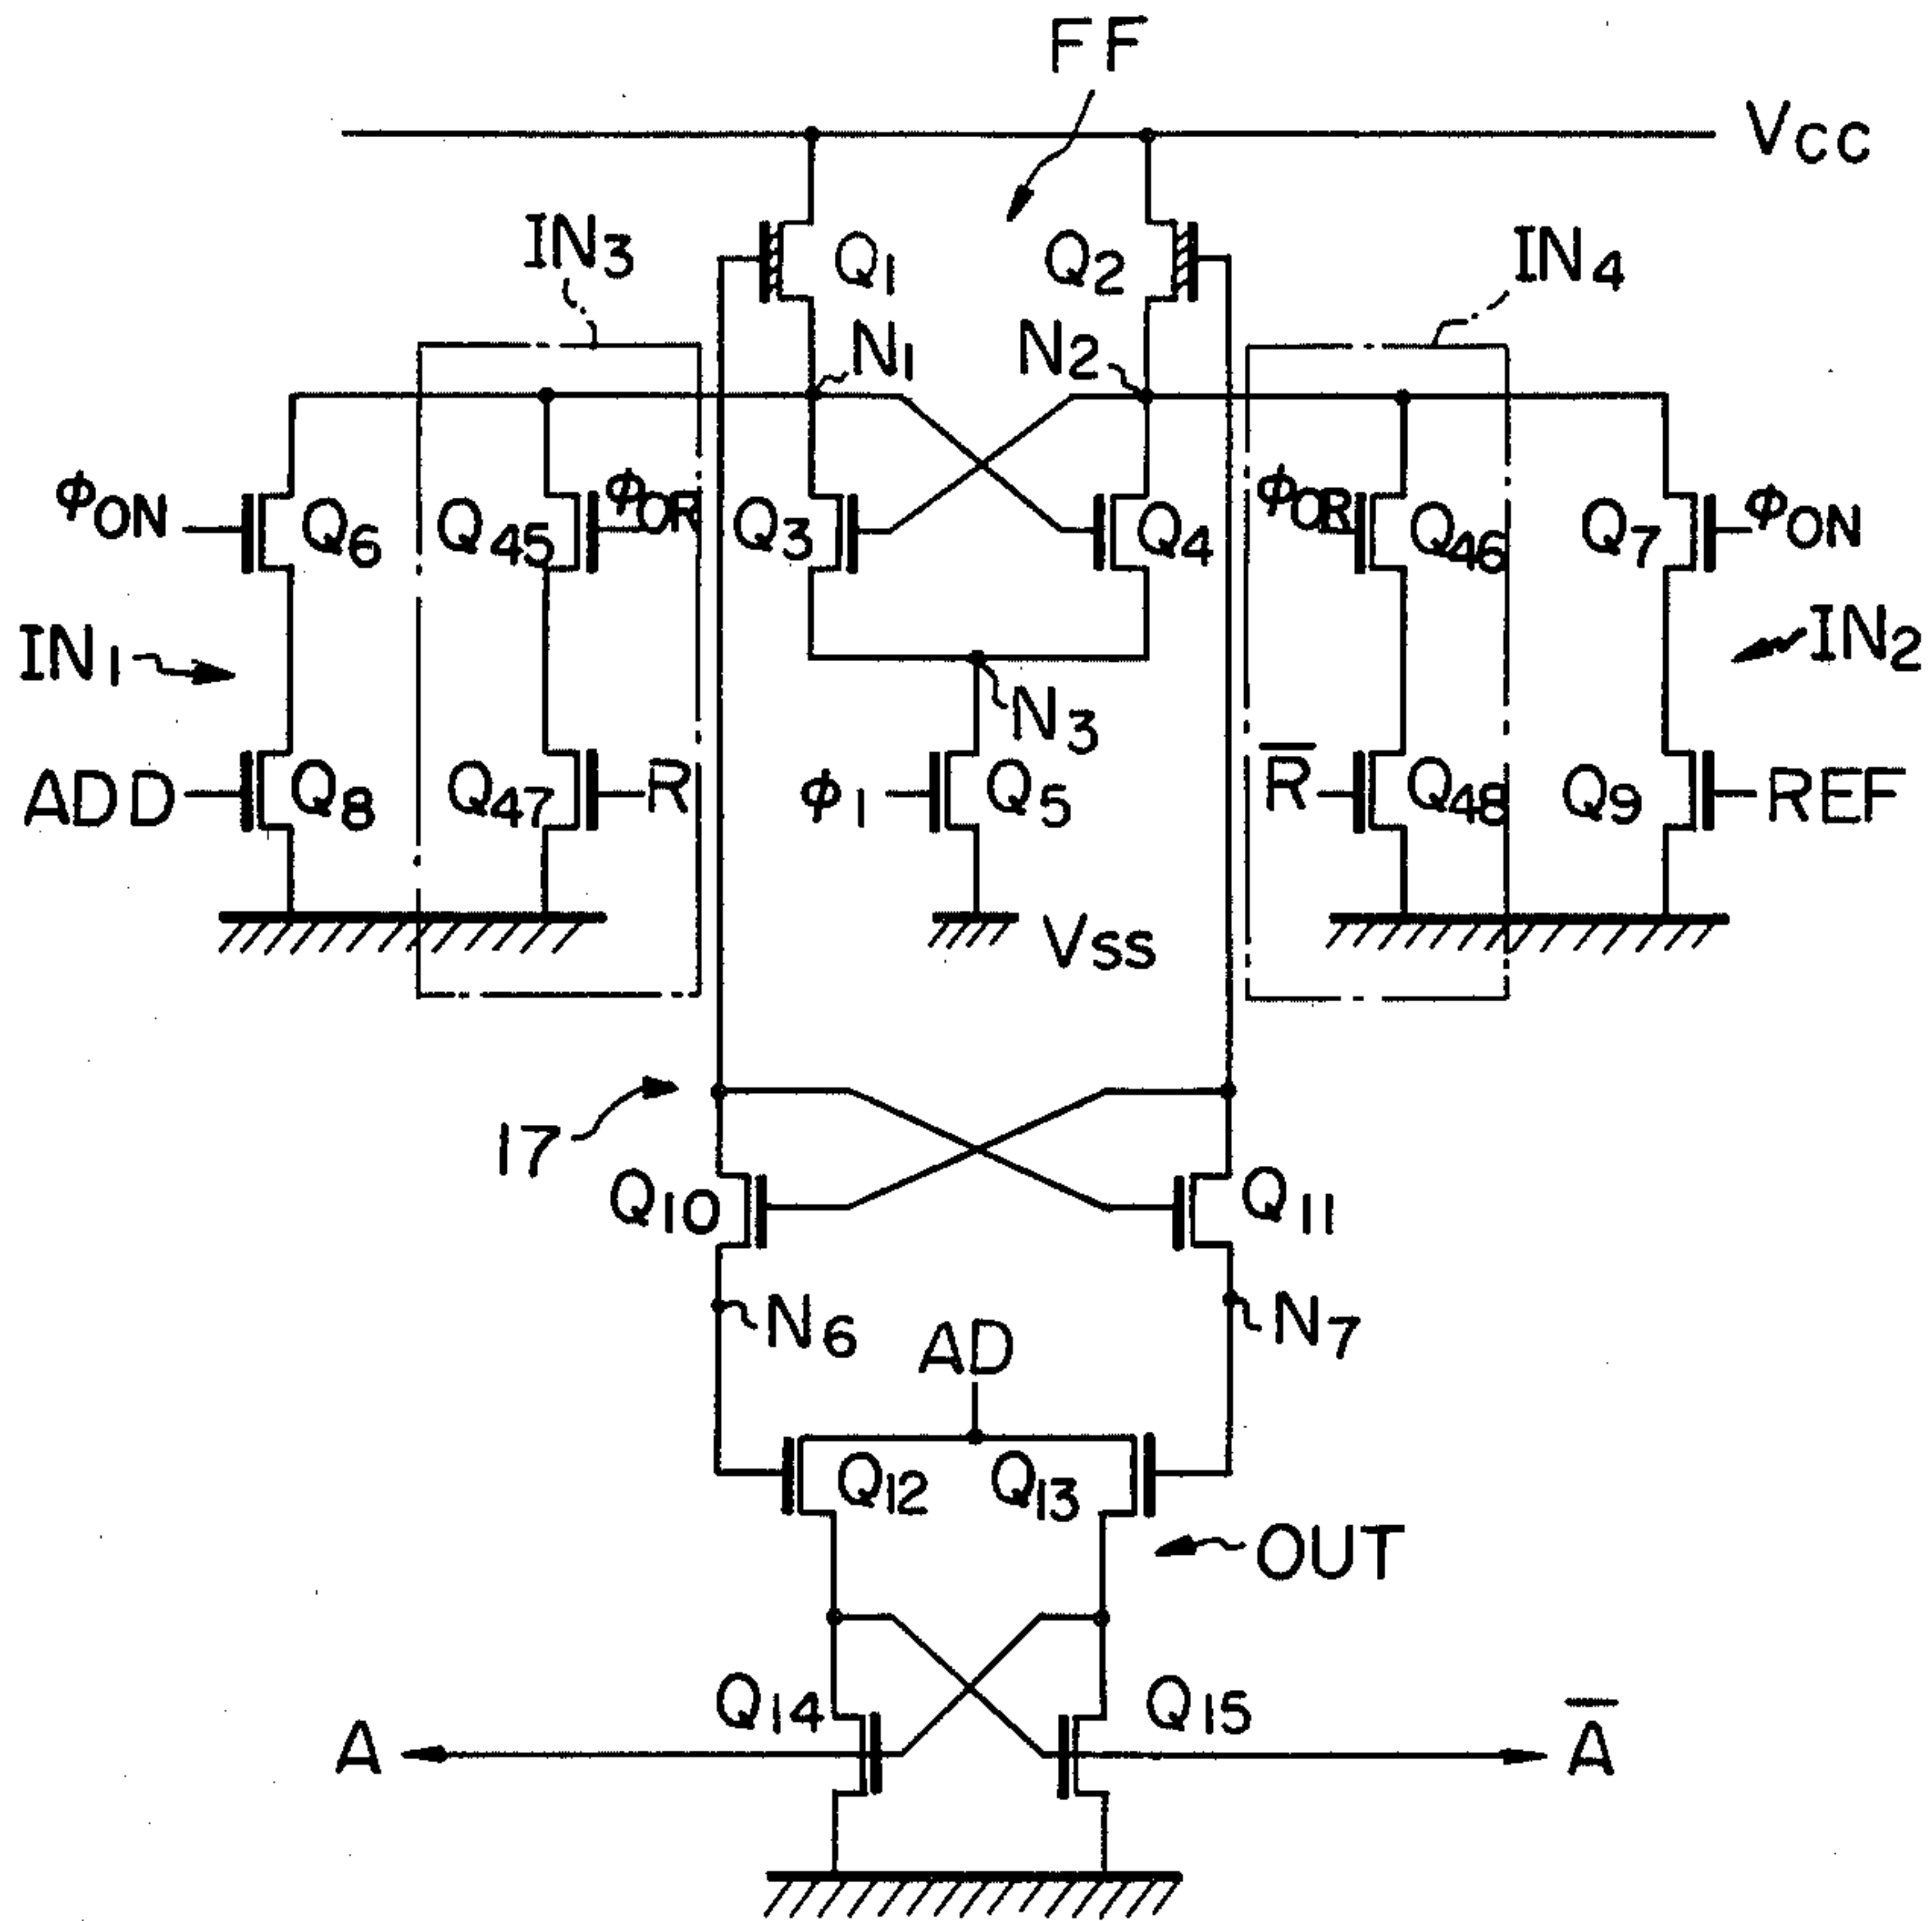 FF
VCC
IN3
Q1
Q2
IN4
N1
N2
φON
Q6
Q45
φOR
Q3
Q4
φOR
Q46
Q7
φON
IN1
IN2
N3
ADD
Q8
Q47
R
φ1
Q5
R̅
Q48
Q9
REF
VSS
17
Q10
Q11
N6
AD
N7
Q12
Q13
OUT
Q14
Q15
A
A̅